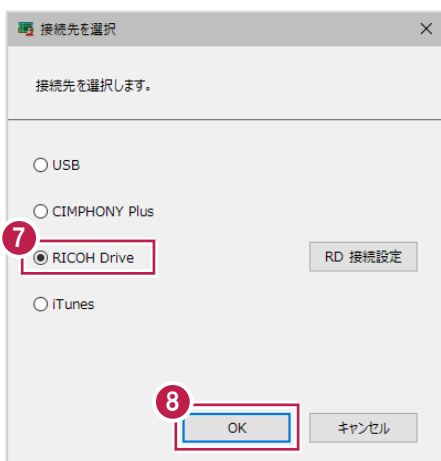 接続先を選択
接続先を選択します。
USB
CIMPHONY Plus
7
RICOH Drive
RD 接続設定
iTunes
8
OK
キャンセル